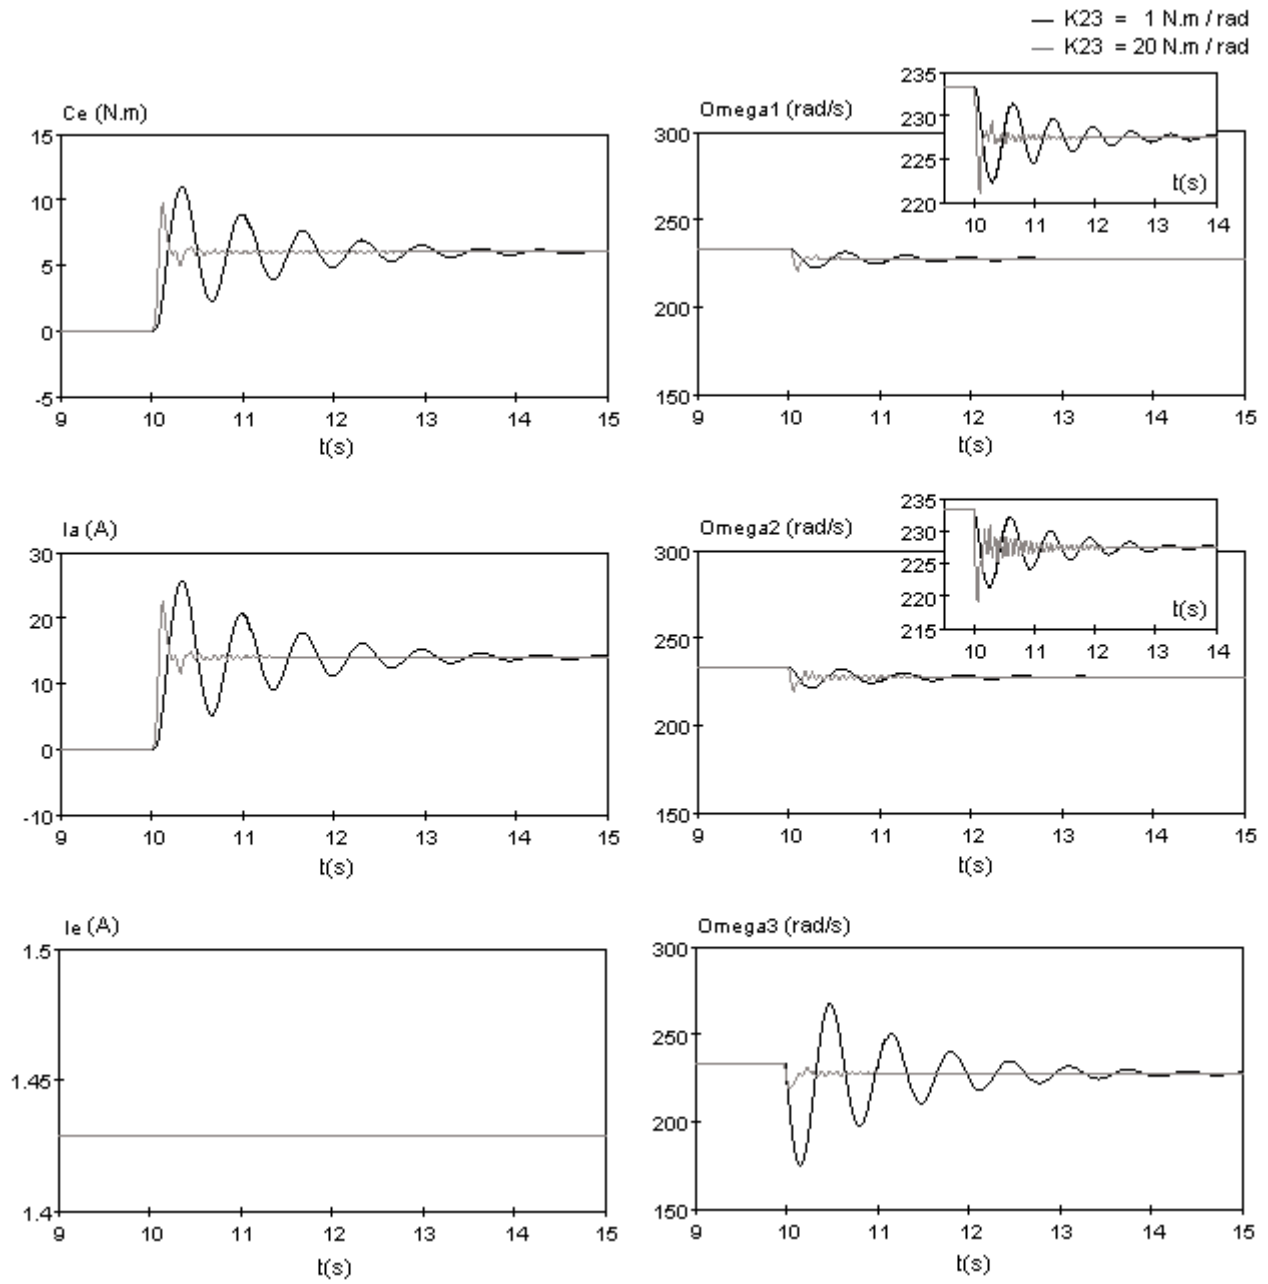 K23 = 1 N.m / rad
K23 = 20 N.m / rad
Ce (N.m)
15
10
5
0
-5
9 10 11 12 13 14 15
t(s)
Omega1 (rad/s)
300
250
200
150
9 10 11 12 13 14 15
t(s)
235
230
225
220
10 11 12 13 14
t(s)
Ia (A)
30
20
10
0
-10
9 10 11 12 13 14 15
t(s)
Omega2 (rad/s)
300
250
200
150
9 10 11 12 13 14 15
t(s)
235
230
225
220
215
10 11 12 13 14
t(s)
Ie (A)
1.5
1.45
1.4
9 10 11 12 13 14 15
t(s)
Omega3 (rad/s)
300
250
200
150
9 10 11 12 13 14 15
t(s)